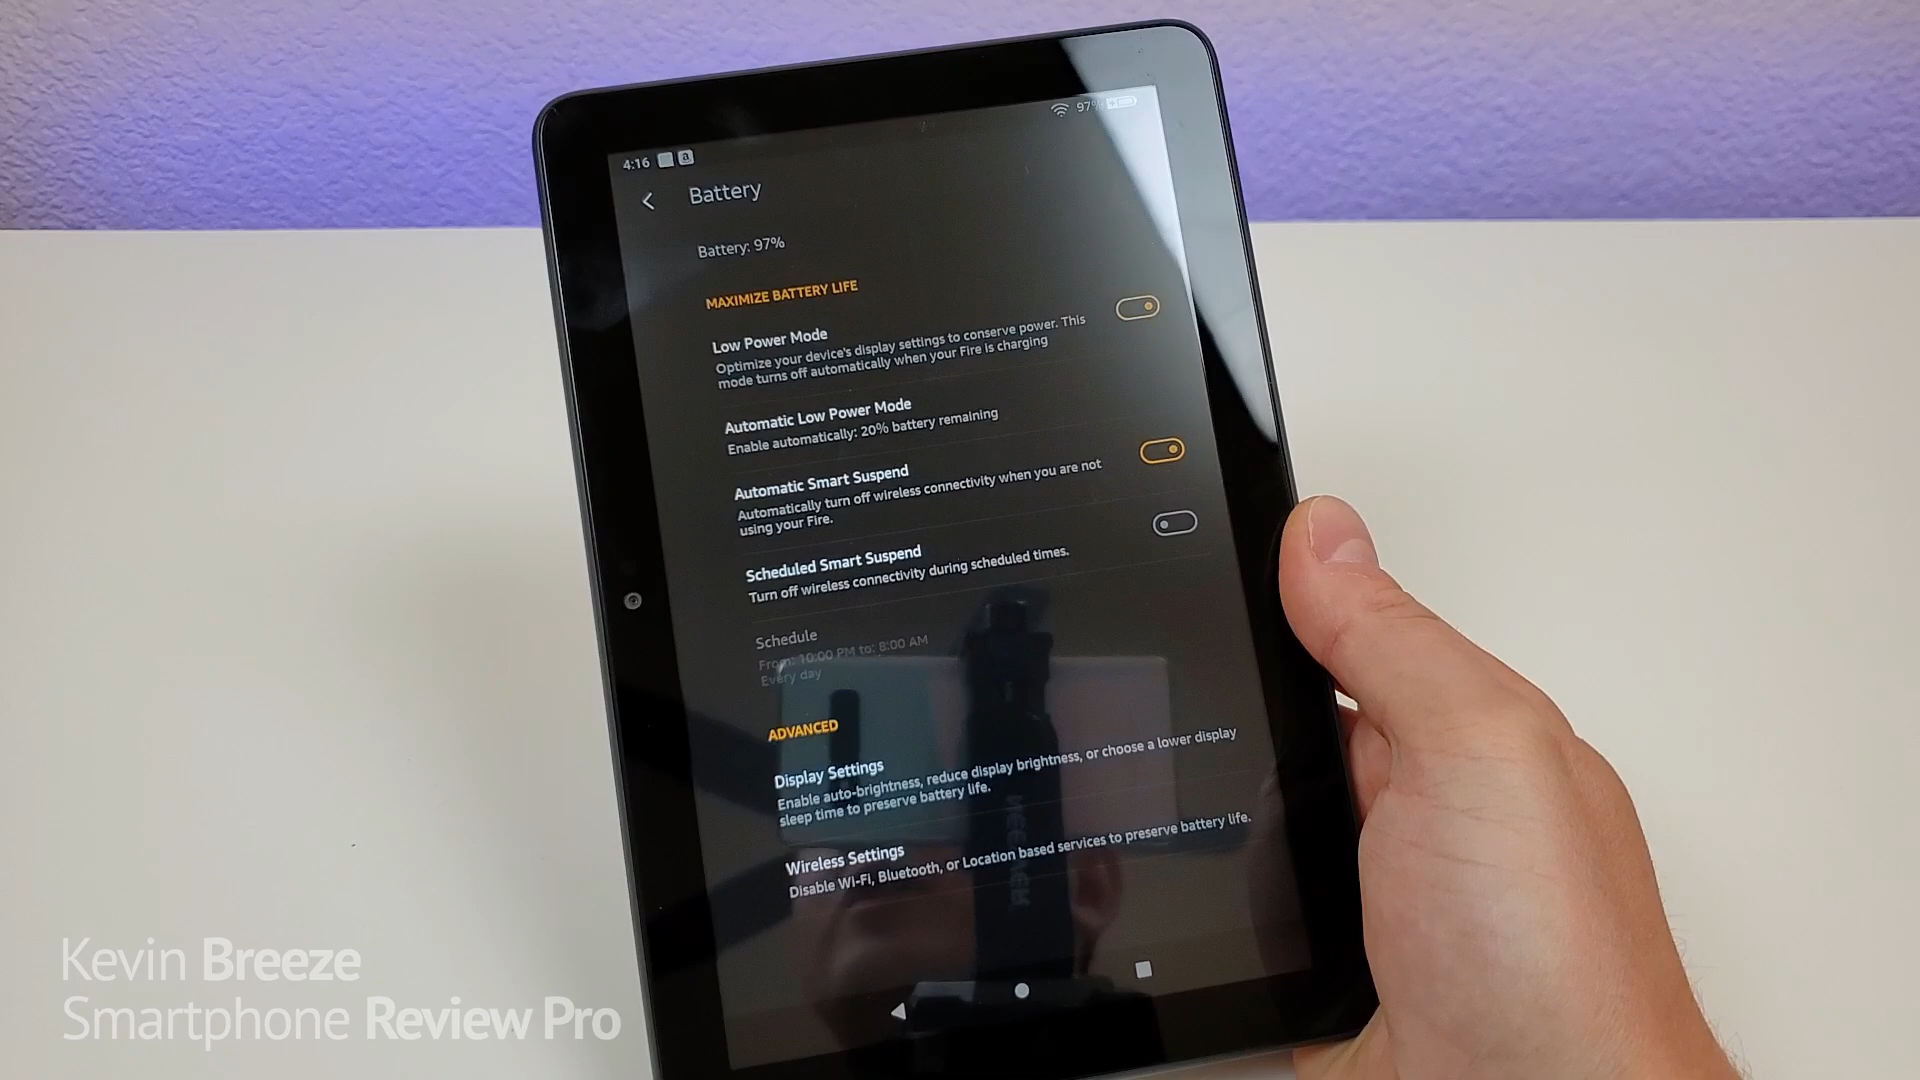 97%
4:16 a
Battery
Battery: 97%
MAXIMIZE BATTERY LIFE
Low Power Mode
Optimize your device's display settings to conserve power. This
mode turns off automatically when your Fire is charging
Automatic Low Power Mode
Enable automatically: 20% battery remaining
Automatic Smart Suspend
Automatically turn off wireless connectivity when you are not
using your Fire.
Scheduled Smart Suspend
Turn off wireless connectivity during scheduled times.
Schedule
From: 10:00 PM to: 8:00 AM
Every day
ADVANCED
Display Settings
Enable auto-brightness, reduce display brightness, or choose a lower display
sleep time to preserve battery life.
Wireless Settings
Disable Wi-Fi, Bluetooth, or Location based services to preserve battery life.
NEEWER
Kevin Breeze
Smartphone Review Pro